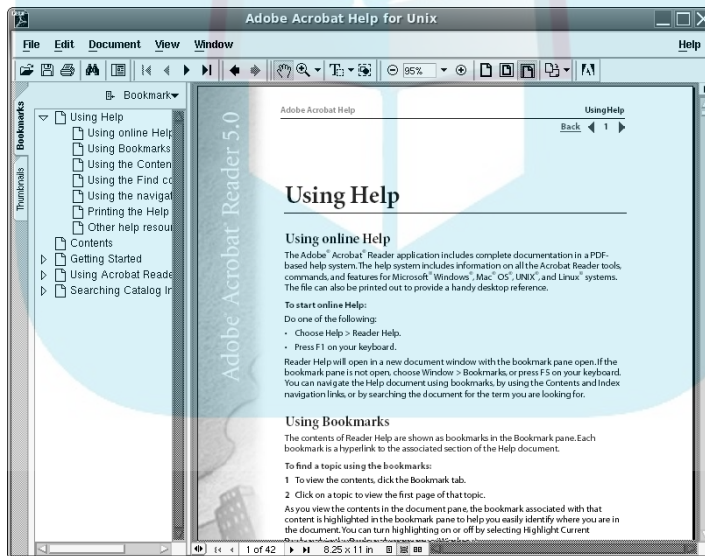 Adobe Acrobat Help for Unix
File Edit Document View Window Help
95%
Bookmark
Bookmarks
Thumbnails
Using Help
Using online Help
Using Bookmarks
Using the Conten
Using the Find co
Using the navigat
Printing the Help
Other help resour
Contents
Getting Started
Using Acrobat Reade
Searching Catalog In
Adobe Acrobat Reader 5.0
Adobe Acrobat Help UsingHelp
Back 1
Using Help
Using online Help
The Adobe® Acrobat® Reader application includes complete documentation in a PDF-
based help system. The help system includes information on all the Acrobat Reader tools,
commands, and features for Microsoft® Windows®, Mac® OS®, UNIX®, and Linux® systems.
The file can also be printed out to provide a handy desktop reference.
To start online Help:
Do one of the following:
• Choose Help > Reader Help.
• Press F1 on your keyboard.
Reader Help will open in a new document window with the bookmark pane open. If the
bookmark pane is not open, choose Window > Bookmarks, or press F5 on your keyboard.
You can navigate the Help document using bookmarks, by using the Contents and Index
navigation links, or by searching the document for the term you are looking for.
Using Bookmarks
The contents of Reader Help are shown as bookmarks in the Bookmark pane. Each
bookmark is a hyperlink to the associated section of the Help document.
To find a topic using the bookmarks:
1 To view the contents, click the Bookmark tab.
2 Click on a topic to view the first page of that topic.
As you view the contents in the document pane, the bookmark associated with that
content is highlighted in the bookmark pane to help you easily identify where you are in
the document. You can turn highlighting on or off by selecting Highlight Current
1 of 42 8.25 x 11 in